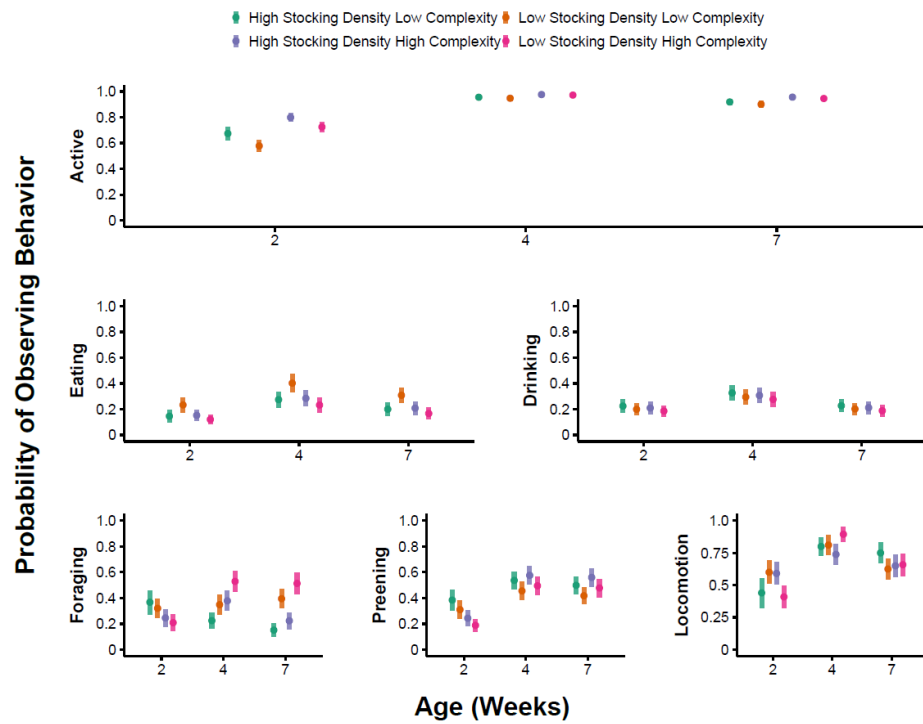 High Stocking Density Low Complexity Low Stocking Density Low Complexity
High Stocking Density High Complexity Low Stocking Density High Complexity
Probability of Observing Behavior
Active
1.0
0.8
0.6
0.4
0.2
0
2 4 7
Eating
1.0
0.8
0.6
0.4
0.2
0
2 4 7
Drinking
1.0
0.8
0.6
0.4
0.2
0
2 4 7
Foraging
1.0
0.8
0.6
0.4
0.2
0
2 4 7
Preening
1.0
0.8
0.6
0.4
0.2
0
2 4 7
Locomotion
1.0
0.75
0.5
0.25
0
2 4 7
Age (Weeks)